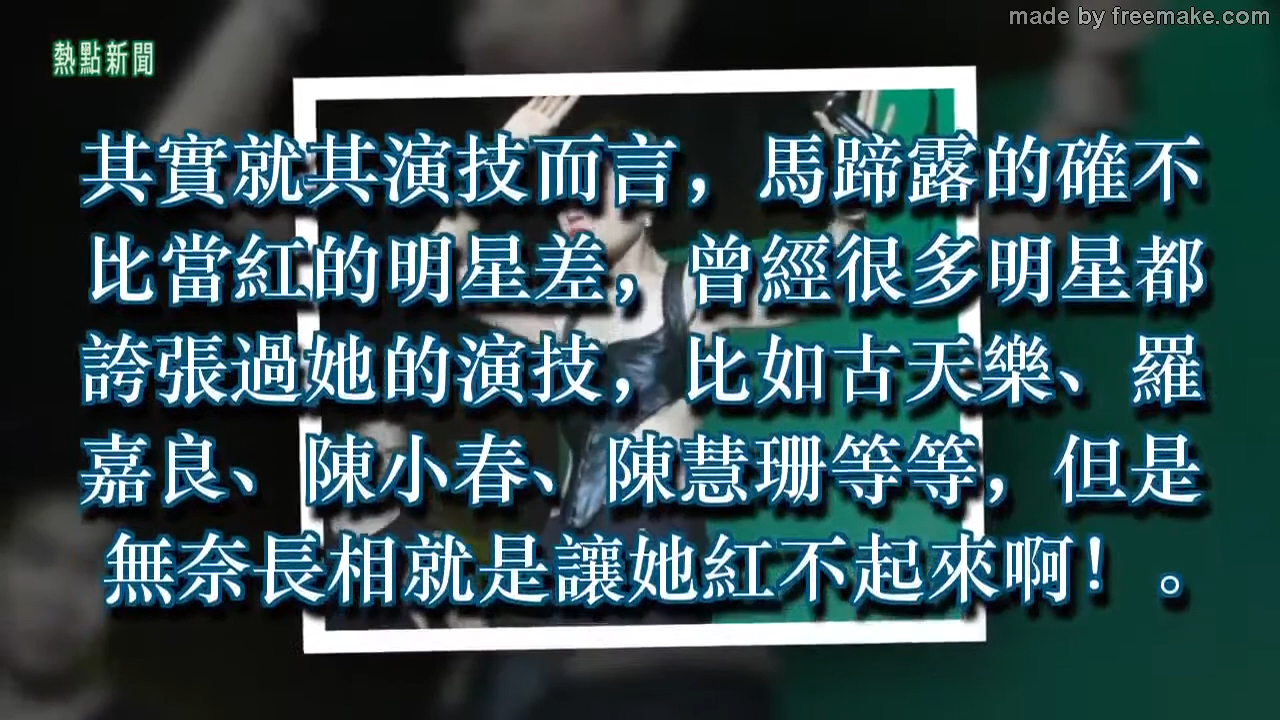 made by freemake.com
熱點新聞
其實就其演技而言，馬蹄露的確不
比當紅的明星差，曾經很多明星都
誇張過她的演技，比如古天樂、羅
嘉良、陳小春、陳慧珊等等，但是
無奈長相就是讓她紅不起來啊！。